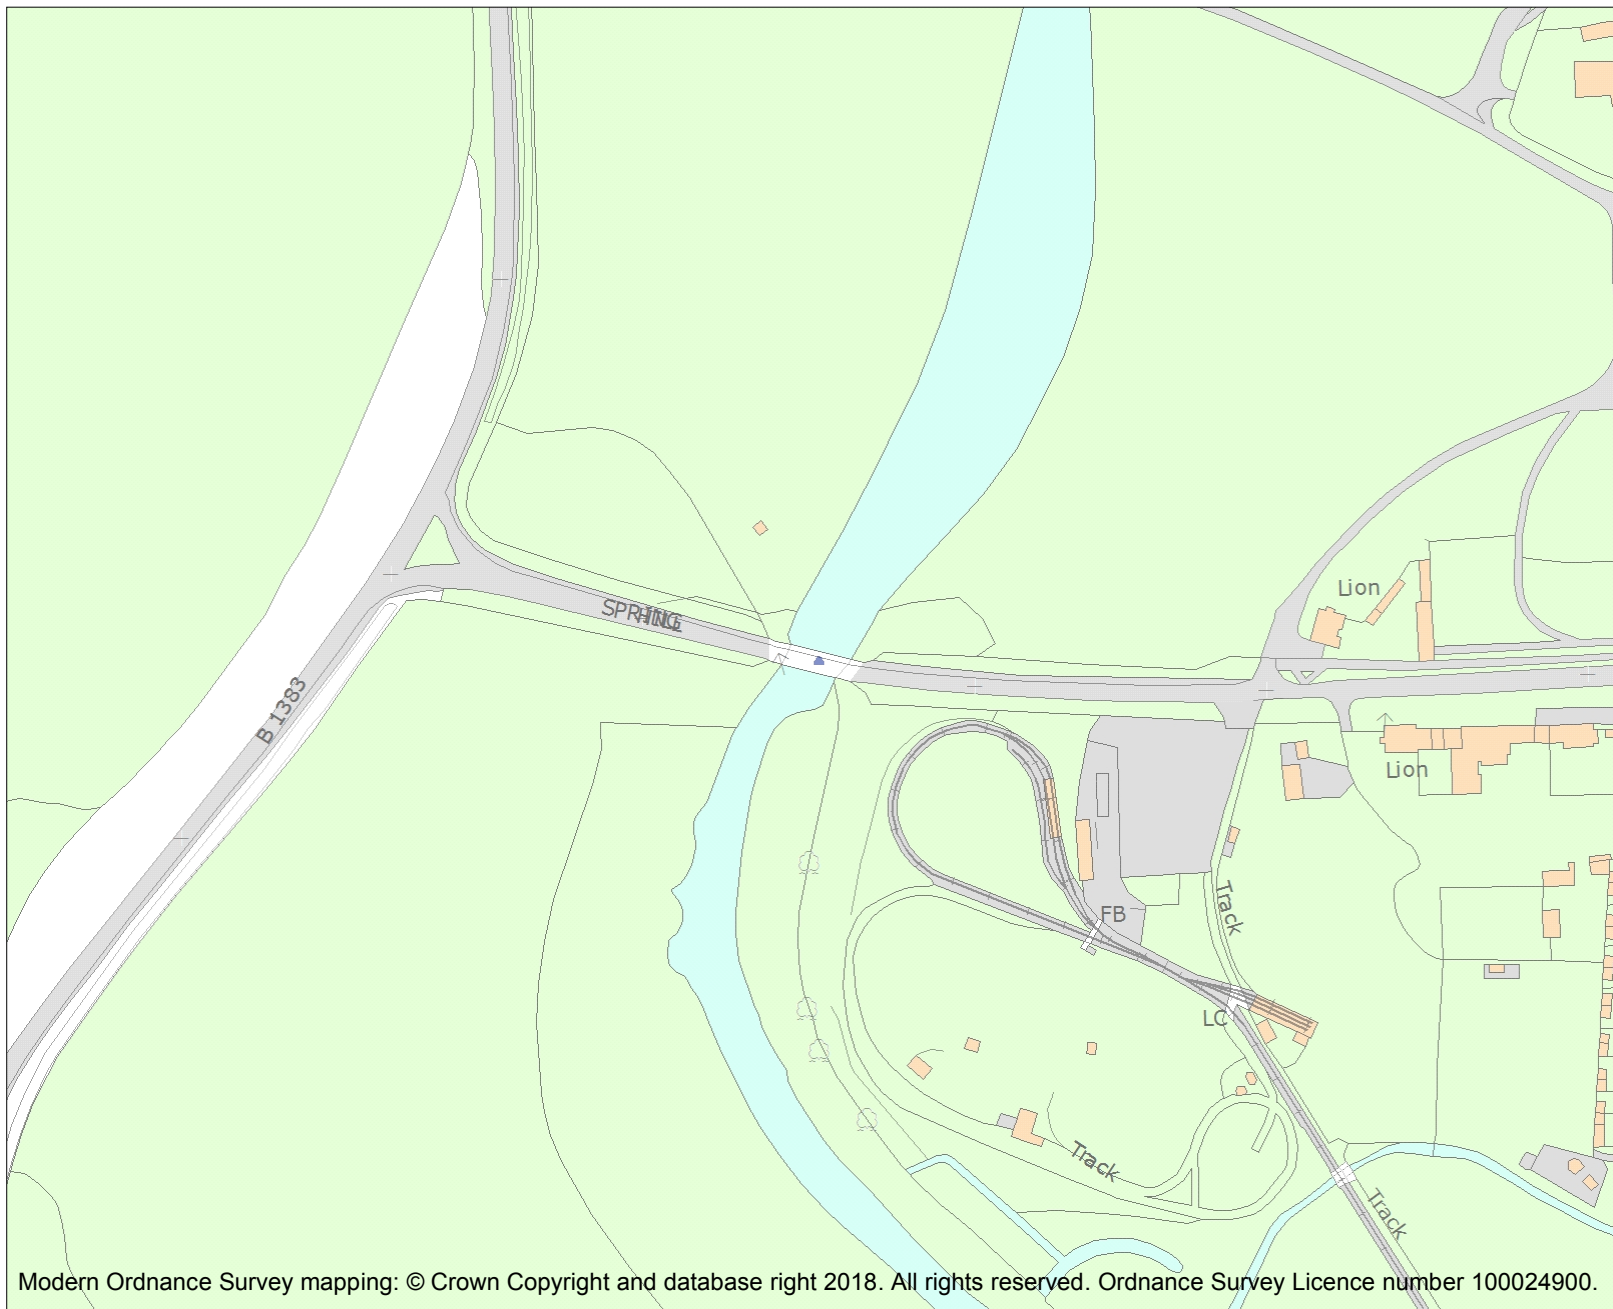 Lion
SPRING
HILL
B 1383
Lion
Track
FB
LC
Track
Track
Modern Ordnance Survey mapping: © Crown Copyright and database right 2018. All rights reserved. Ordnance Survey Licence number 100024900.